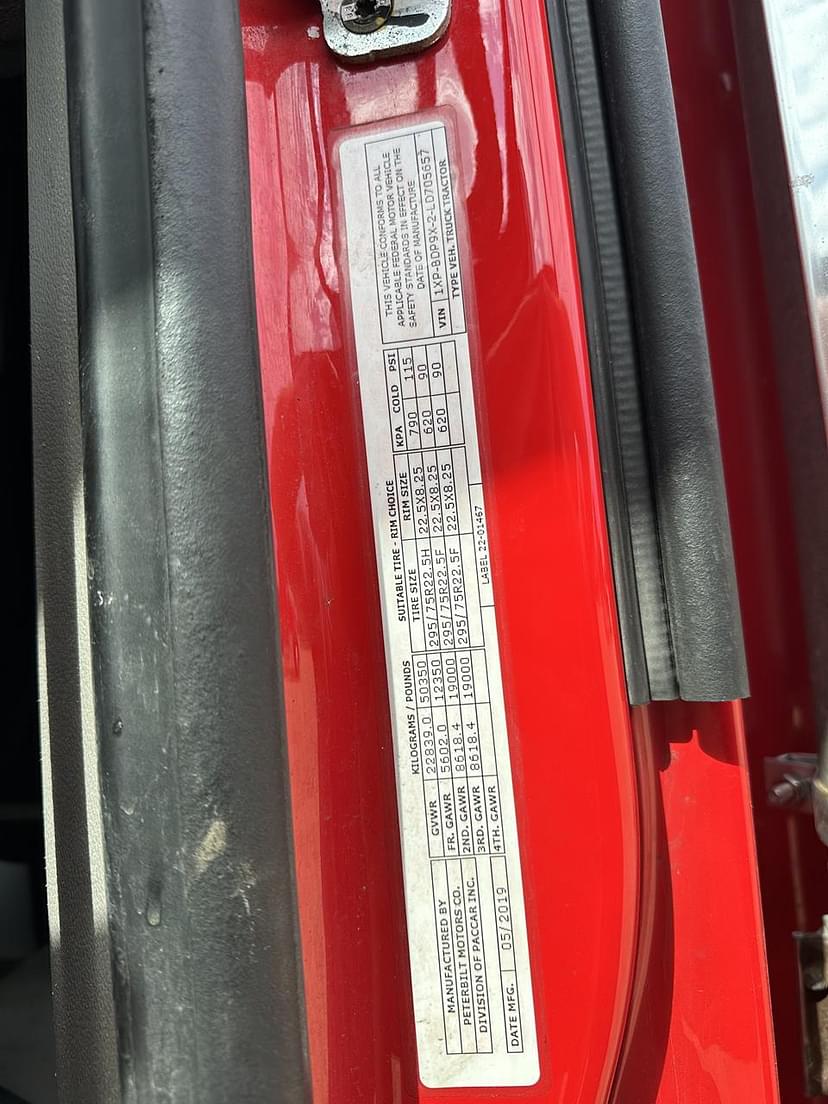 MANUFACTURED BY
PETERBILT MOTORS CO.
DIVISION OF PACCAR INC.
DATE MFG. 05/2019
KILOGRAMS / POUNDS
GVWR 22839.0 50350
FR. GAWR 5602.0 12350
2ND. GAWR 8618.4 19000
3RD. GAWR 8618.4 19000
4TH. GAWR
SUITABLE TIRE - RIM CHOICE
TIRE SIZE RIM SIZE KPA COLD PSI
295/75R22.5H 22.5X8.25 790 115
295/75R22.5F 22.5X8.25 620 90
295/75R22.5F 22.5X8.25 620 90
LABEL 22-01467
THIS VEHICLE CONFORMS TO ALL
APPLICABLE FEDERAL MOTOR VEHICLE
SAFETY STANDARDS IN EFFECT ON THE
DATE OF MANUFACTURE
VIN 1XP-BDP9X-2-LD705657
TYPE VEH. TRUCK TRACTOR